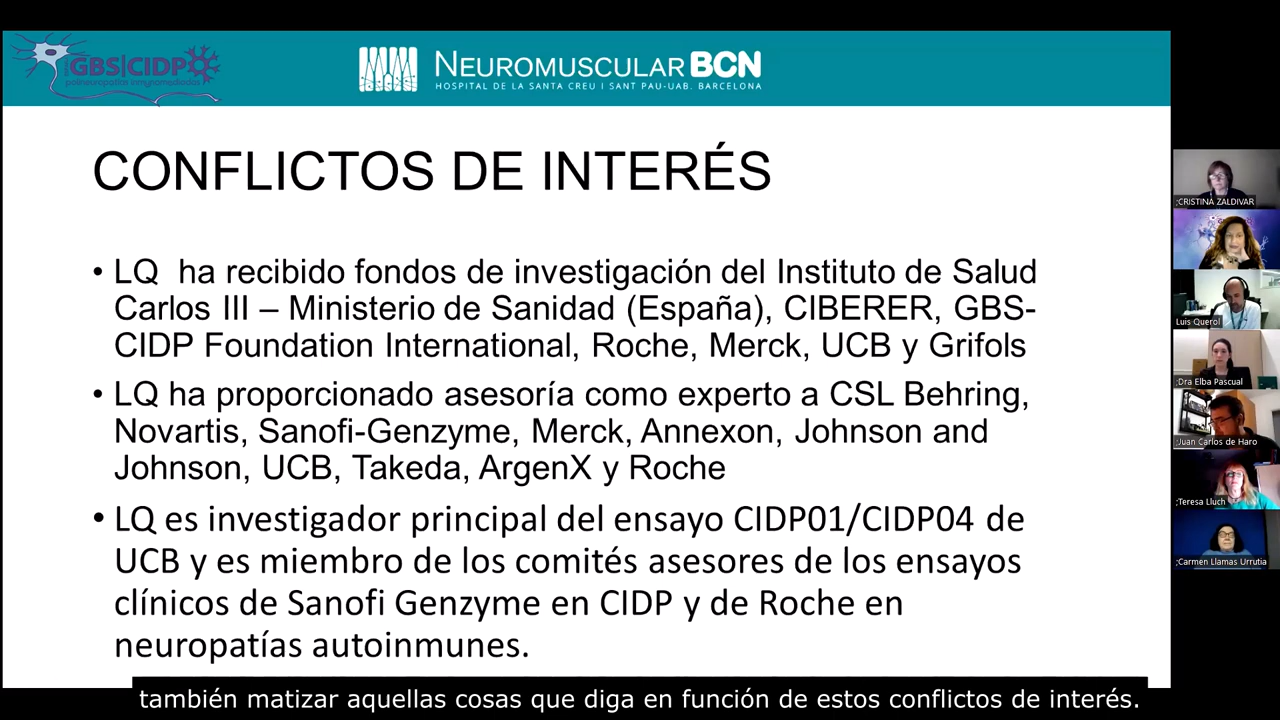 GBS|CIDP
polineuropatías inmunomediadas
NEUROMUSCULAR BCN
HOSPITAL DE LA SANTA CREU I SANT PAU-UAB. BARCELONA
CONFLICTOS DE INTERÉS
• LQ ha recibido fondos de investigación del Instituto de Salud
Carlos III – Ministerio de Sanidad (España), CIBERER, GBS-
CIDP Foundation International, Roche, Merck, UCB y Grifols
• LQ ha proporcionado asesoría como experto a CSL Behring,
Novartis, Sanofi-Genzyme, Merck, Annexon, Johnson and
Johnson, UCB, Takeda, ArgenX y Roche
• LQ es investigador principal del ensayo CIDP01/CIDP04 de
UCB y es miembro de los comités asesores de los ensayos
clínicos de Sanofi Genzyme en CIDP y de Roche en
neuropatías autoinmunes.
también matizar aquellas cosas que diga en función de estos conflictos de interés.
;CRISTINA ZALDIVAR
Luis Querol
;Dra Elba Pascual
;Juan Carlos de Haro
;Teresa Lluch
;Carmen Llamas Urrutia